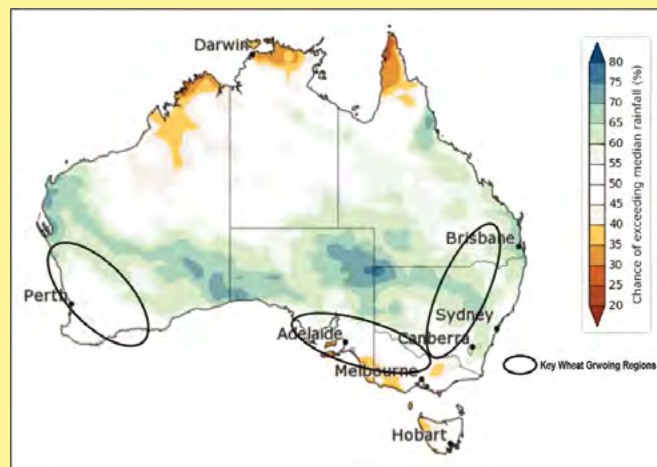 Darwin
Brisbane
Perth
Sydney
Adelaide
Canberra
Melbourne
Hobart
80
75
70
65
60
55
50
45
40
35
30
25
20
Chance of exceeding median rainfall (%)
Key Wheat Grwoing Regions